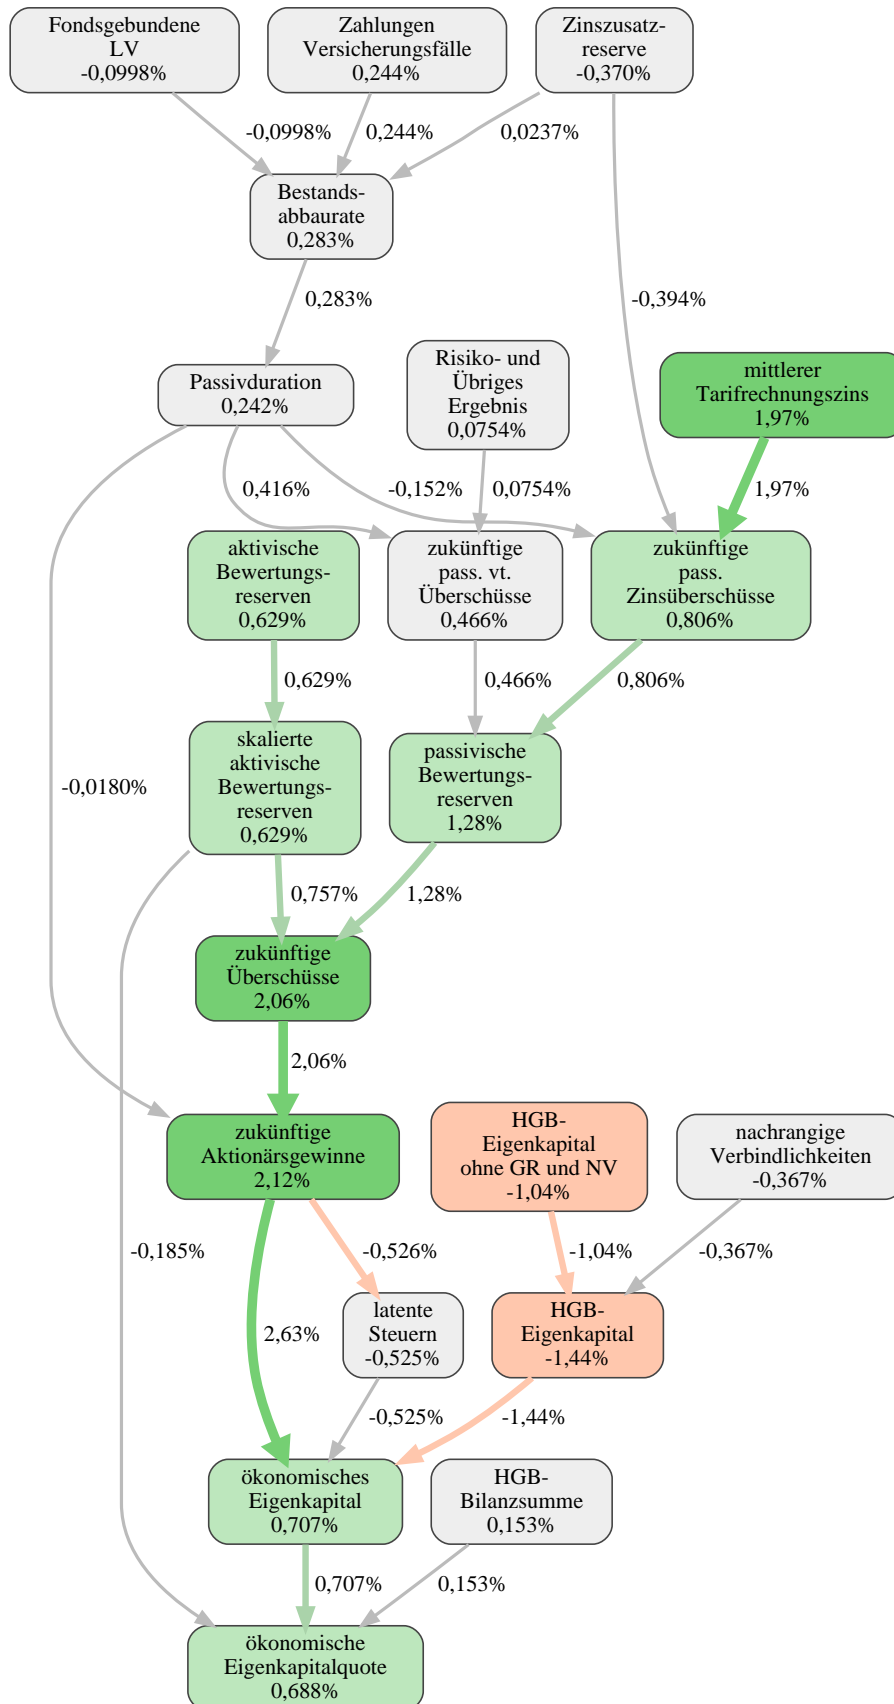 Fondsgebundene
LV
-0,0998%
Zahlungen
Versicherungsfälle
0,244%
Zinszusatz-
reserve
-0,370%
-0,0998%
0,244%
0,0237%
Bestands-
abbaurate
0,283%
0,283%
-0,394%
Passivduration
0,242%
Risiko- und
Übriges
Ergebnis
0,0754%
mittlerer
Tarifrechnungszins
1,97%
0,416%
-0,152%
0,0754%
1,97%
aktivische
Bewertungs-
reserven
0,629%
zukünftige
pass. vt.
Überschüsse
0,466%
zukünftige
pass.
Zinsüberschüsse
0,806%
0,629%
0,466%
0,806%
skalierte
aktivische
Bewertungs-
reserven
0,629%
passivische
Bewertungs-
reserven
1,28%
-0,0180%
0,757%
1,28%
zukünftige
Überschüsse
2,06%
2,06%
zukünftige
Aktionärsgewinne
2,12%
HGB-
Eigenkapital
ohne GR und NV
-1,04%
nachrangige
Verbindlichkeiten
-0,367%
-0,185%
-0,526%
-1,04%
-0,367%
2,63%
latente
Steuern
-0,525%
HGB-
Eigenkapital
-1,44%
-0,525%
-1,44%
ökonomisches
Eigenkapital
0,707%
HGB-
Bilanzsumme
0,153%
0,707%
0,153%
ökonomische
Eigenkapitalquote
0,688%